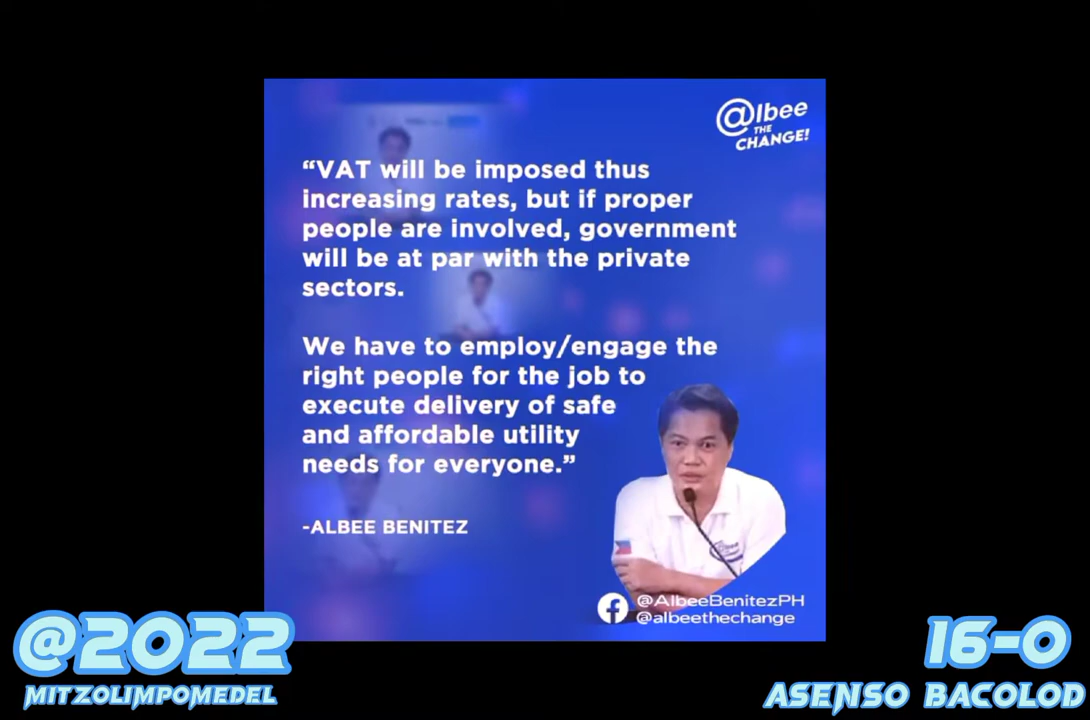 @lbee
THE
CHANGE!
“VAT will be imposed thus
increasing rates, but if proper
people are involved, government
will be at par with the private
sectors.
We have to employ/engage the
right people for the job to
execute delivery of safe
and affordable utility
needs for everyone.”
-ALBEE BENITEZ
@AlbeeBenitezPH
@albeethechange
@2022
MITZOLIMPOMEDEL
16-0
ASENSO BACOLOD